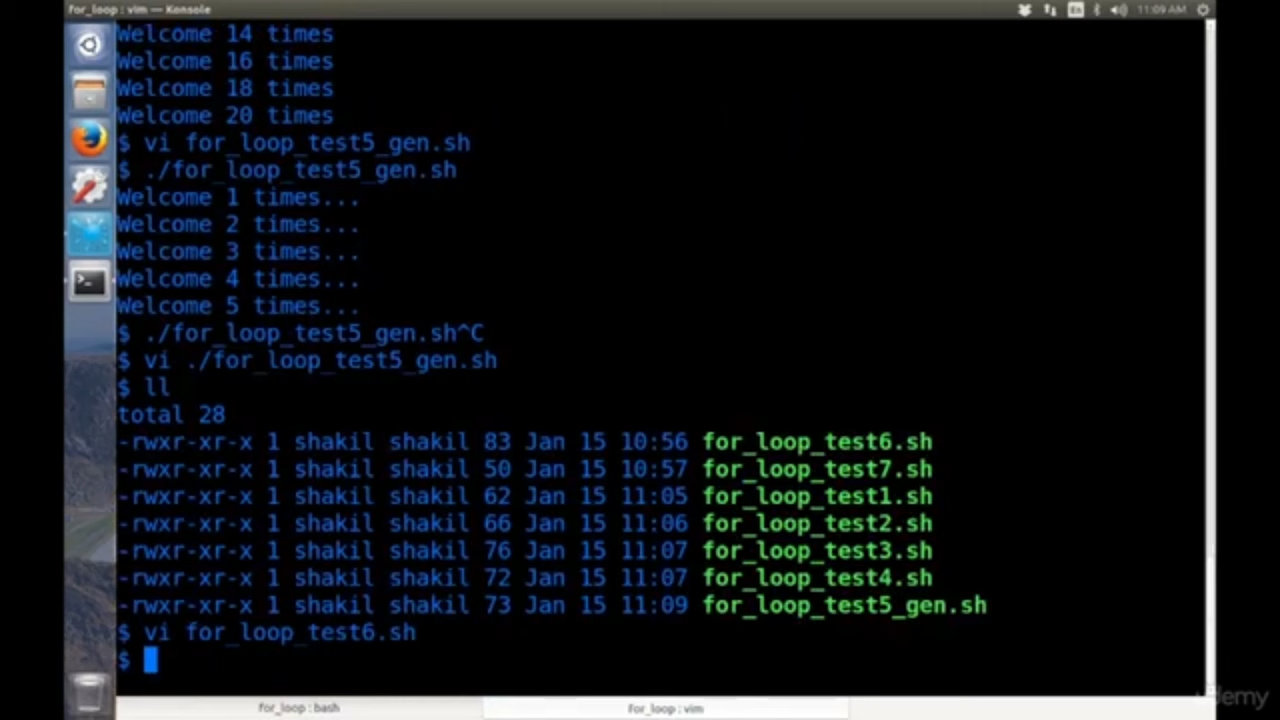 for_loop : vim — Konsole
En
11:09 AM
Welcome 14 times
Welcome 16 times
Welcome 18 times
Welcome 20 times
$ vi for_loop_test5_gen.sh
$ ./for_loop_test5_gen.sh
Welcome 1 times...
Welcome 2 times...
Welcome 3 times...
Welcome 4 times...
Welcome 5 times...
$ ./for_loop_test5_gen.sh^C
$ vi ./for_loop_test5_gen.sh
$ ll
total 28
-rwxr-xr-x 1 shakil shakil 83 Jan 15 10:56 for_loop_test6.sh
-rwxr-xr-x 1 shakil shakil 50 Jan 15 10:57 for_loop_test7.sh
-rwxr-xr-x 1 shakil shakil 62 Jan 15 11:05 for_loop_test1.sh
-rwxr-xr-x 1 shakil shakil 66 Jan 15 11:06 for_loop_test2.sh
-rwxr-xr-x 1 shakil shakil 76 Jan 15 11:07 for_loop_test3.sh
-rwxr-xr-x 1 shakil shakil 72 Jan 15 11:07 for_loop_test4.sh
-rwxr-xr-x 1 shakil shakil 73 Jan 15 11:09 for_loop_test5_gen.sh
$ vi for_loop_test6.sh
$
for_loop : bash
for_loop : vim
udemy